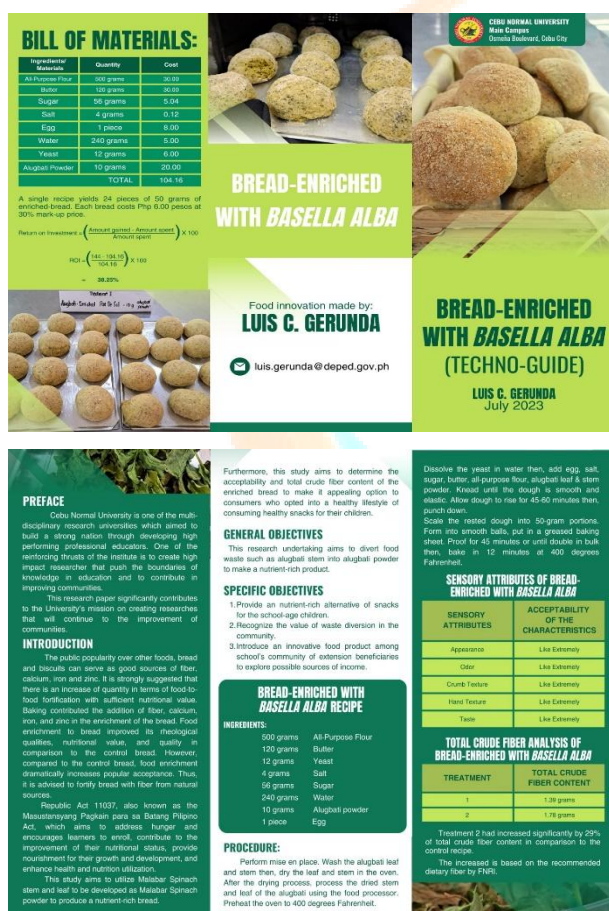 BILL OF MATERIALS:
Ingredients/
Materials
Quantity
Cost
All-Purpose Flour
500 grams
30.00
Butter
120 grams
30.00
Sugar
56 grams
5.04
Salt
4 grams
0.12
Egg
1 piece
8.00
Water
240 grams
5.00
Yeast
12 grams
6.00
Alugbati Powder
10 grams
20.00
TOTAL
104.16
A single recipe yields 24 pieces of 50 grams of
enriched-bread. Each bread costs Php 6.00 pesos at
30% mark-up price.
Return on Investment = (Amount gained - Amount spent
Amount spent) X 100
ROI = (144 - 104.16
104.16) X 100
= 38.25%
BREAD-ENRICHED
WITH BASELLA ALBA
Food innovation made by:
LUIS C. GERUNDA
luis.gerunda@deped.gov.ph
CEBU NORMAL UNIVERSITY
Main Campus
Osmeña Boulevard, Cebu City
BREAD-ENRICHED
WITH BASELLA ALBA
(TECHNO-GUIDE)
LUIS C. GERUNDA
July 2023
PREFACE
Cebu Normal University is one of the multi-
disciplinary research universities which aimed to
build a strong nation through developing high
performing professional educators. One of the
reinforcing thrusts of the institute is to create high
impact researcher that push the boundaries of
knowledge in education and to contribute in
improving communities.
This research paper significantly contributes
to the University's mission on creating researches
that will continue to the improvement of
communities.
INTRODUCTION
The public popularity over other foods, bread
and biscuits can serve as good sources of fiber,
calcium, iron and zinc. It is strongly suggested that
there is an increase of quantity in terms of food-to-
food fortification with sufficient nutritional value.
Baking contributed the addition of fiber, calcium,
iron, and zinc in the enrichment of the bread. Food
enrichment to bread improved its rheological
qualities, nutritional value, and quality in
comparison to the control bread. However,
compared to the control bread, food enrichment
dramatically increases popular acceptance. Thus,
it is advised to fortify bread with fiber from natural
sources.
Republic Act 11037, also known as the
Masustansyang Pagkain para sa Batang Pilipino
Act, which aims to address hunger and
encourages learners to enroll, contribute to the
improvement of their nutritional status, provide
nourishment for their growth and development, and
enhance health and nutrition utilization.
This study aims to utilize Malabar Spinach
stem and leaf to be developed as Malabar Spinach
powder to produce a nutrient-rich bread.
Furthermore, this study aims to determine the
acceptability and total crude fiber content of the
enriched bread to make it appealing option to
consumers who opted into a healthy lifestyle of
consuming healthy snacks for their children.
GENERAL OBJECTIVES
This research undertaking aims to divert food
waste such as alugbati stem into alugbati powder
to make a nutrient-rich product.
SPECIFIC OBJECTIVES
1. Provide an nutrient-rich alternative of snacks
for the school-age children.
2. Recognize the value of waste diversion in the
community.
3. Introduce an innovative food product among
school's community of extension beneficiaries
to explore possible sources of income.
BREAD-ENRICHED WITH
BASELLA ALBA RECIPE
INGREDIENTS:
500 grams All-Purpose Flour
120 grams Butter
12 grams Yeast
4 grams Salt
56 grams Sugar
240 grams Water
10 grams Alugbati powder
1 piece Egg
PROCEDURE:
Perform mise en place. Wash the alugbati leaf
and stem then, dry the leaf and stem in the oven.
After the drying process, process the dried stem
and leaf of the alugbati using the food processor.
Preheat the oven to 400 degrees Fahrenheit.
Dissolve the yeast in water then, add egg, salt,
sugar, butter, all-purpose flour, alugbati leaf & stem
powder. Knead until the dough is smooth and
elastic. Allow dough to rise for 45-60 minutes then,
punch down.
Scale the rested dough into 50-gram portions.
Form into smooth balls, put in a greased baking
sheet. Proof for 45 minutes or until double in bulk
then, bake in 12 minutes at 400 degrees
Fahrenheit.
SENSORY ATTRIBUTES OF BREAD-
ENRICHED WITH BASELLA ALBA
SENSORY
ATTRIBUTES
ACCEPTABILITY
OF THE
CHARACTERISTICS
Appearance
Like Extremely
Odor
Like Extremely
Crumb Texture
Like Extremely
Hand Texture
Like Extremely
Taste
Like Extremely
TOTAL CRUDE FIBER ANALYSIS OF
BREAD-ENRICHED WITH BASELLA ALBA
TREATMENT
TOTAL CRUDE
FIBER CONTENT
1
1.39 grams
2
1.78 grams
Treatment 2 had increased significantly by 29%
of total crude fiber content in comparison to the
control recipe.
The increased is based on the recommended
dietary fiber by FNRI.